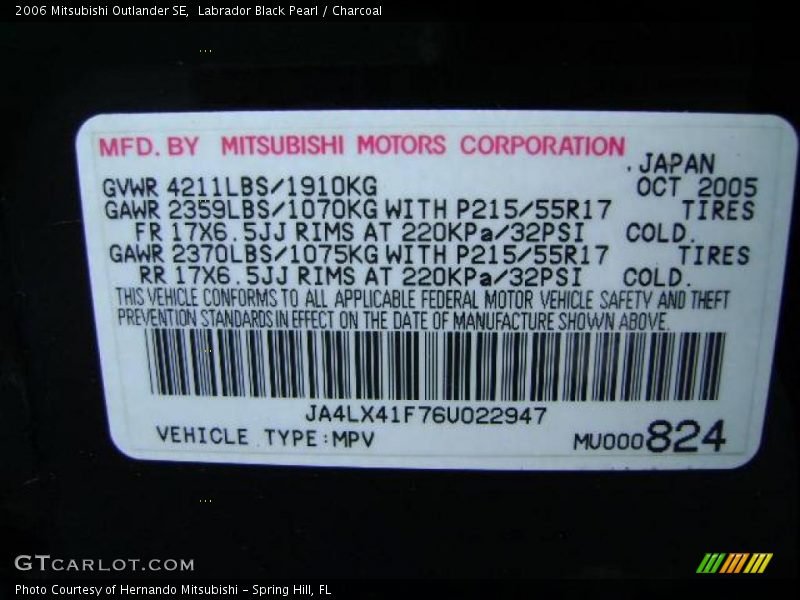 2006 Mitsubishi Outlander SE,  Labrador Black Pearl / Charcoal
MFD. BY MITSUBISHI MOTORS CORPORATION
.JAPAN
GVWR 4211LBS/1910KG OCT 2005
GAWR 2359LBS/1070KG WITH P215/55R17 TIRES
FR 17X6.5JJ RIMS AT 220KPa/32PSI COLD.
GAWR 2370LBS/1075KG WITH P215/55R17 TIRES
RR 17X6.5JJ RIMS AT 220KPa/32PSI COLD.
THIS VEHICLE CONFORMS TO ALL APPLICABLE FEDERAL MOTOR VEHICLE SAFETY AND THEFT
PREVENTION STANDARDS IN EFFECT ON THE DATE OF MANUFACTURE SHOWN ABOVE.
JA4LX41F76U022947
VEHICLE TYPE:MPV MU000824
GTCARLOT.COM
Photo Courtesy of Hernando Mitsubishi - Spring Hill, FL